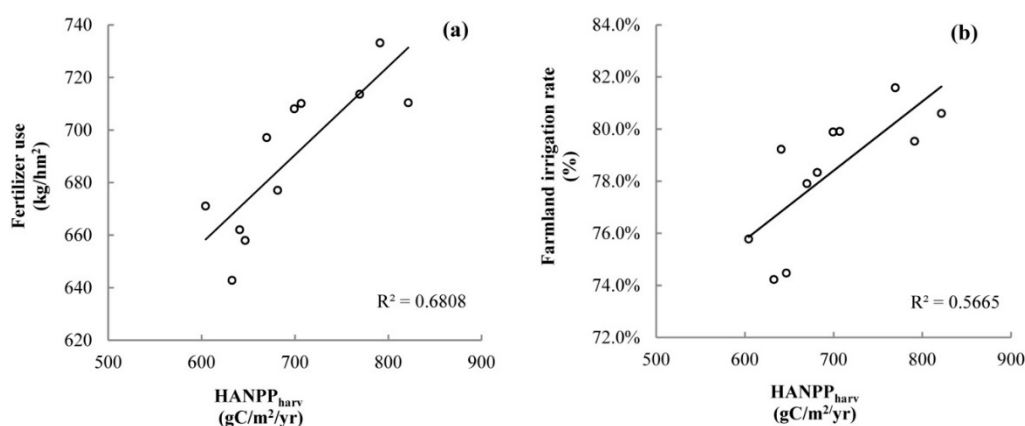 (a)
740
720
700
680
660
640
620
Fertilizer use
(kg/hm²)
R² = 0.6808
500 600 700 800 900
HANPPharv
(gC/m²/yr)
(b)
84.0%
82.0%
80.0%
78.0%
76.0%
74.0%
72.0%
Farmland irrigation rate
(%)
R² = 0.5665
500 600 700 800 900
HANPPharv
(gC/m²/yr)